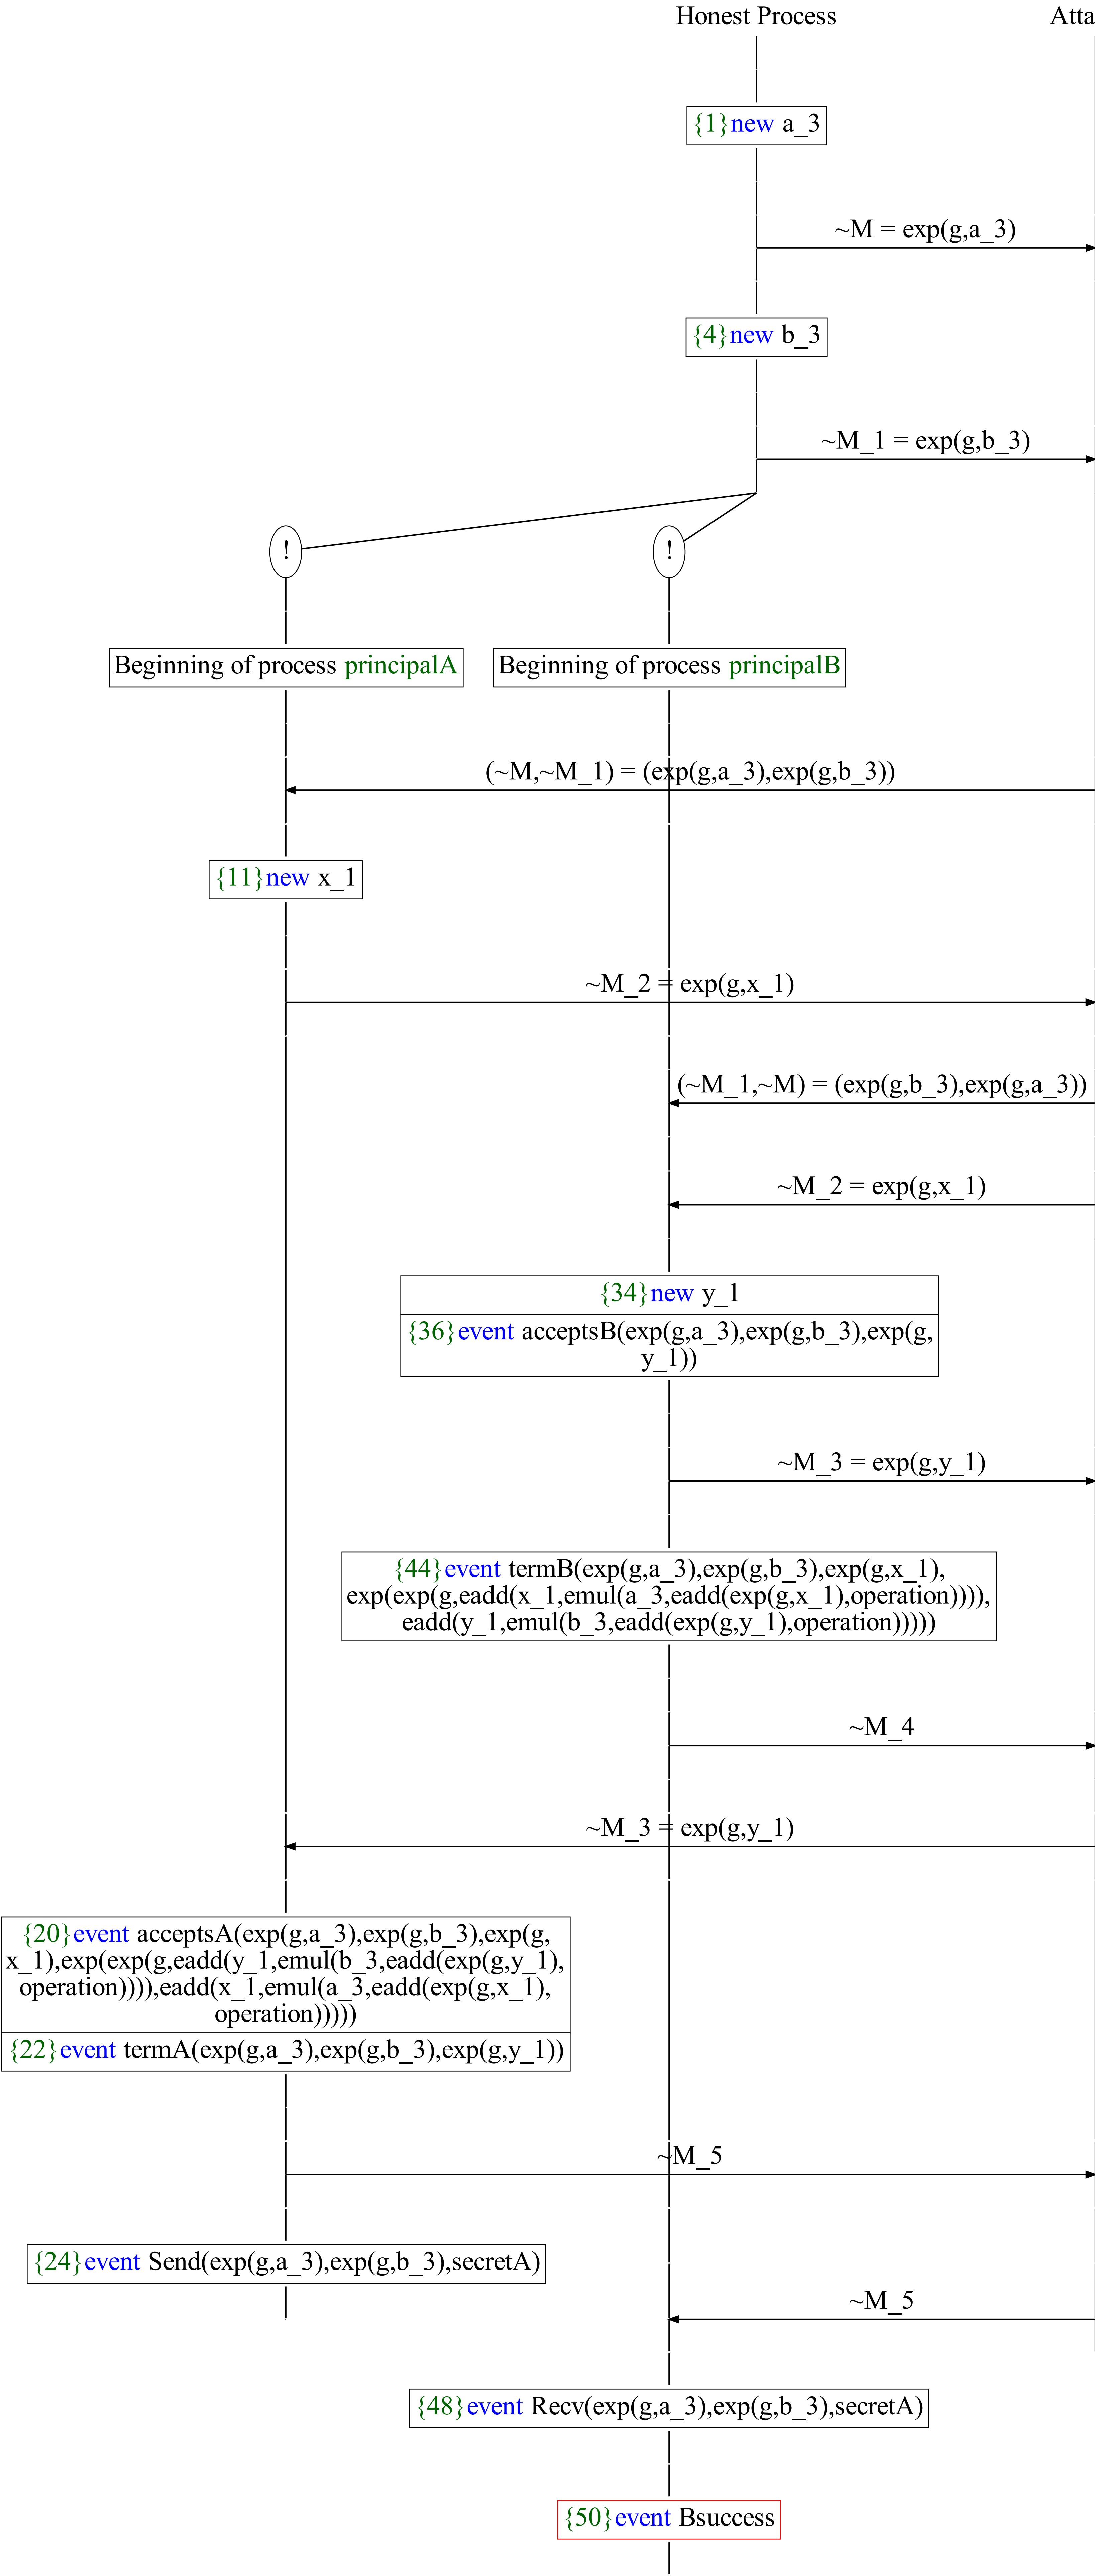 Honest Process
Atta
{1}new a_3
~M = exp(g,a_3)
{4}new b_3
~M_1 = exp(g,b_3)
!
!
Beginning of process principalA
Beginning of process principalB
(~M,~M_1) = (exp(g,a_3),exp(g,b_3))
{11}new x_1
~M_2 = exp(g,x_1)
(~M_1,~M) = (exp(g,b_3),exp(g,a_3))
~M_2 = exp(g,x_1)
{34}new y_1
{36}event acceptsB(exp(g,a_3),exp(g,b_3),exp(g,
y_1))
~M_3 = exp(g,y_1)
{44}event termB(exp(g,a_3),exp(g,b_3),exp(g,x_1),
exp(exp(g,eadd(x_1,emul(a_3,eadd(exp(g,x_1),operation)))),
eadd(y_1,emul(b_3,eadd(exp(g,y_1),operation)))))
~M_4
~M_3 = exp(g,y_1)
{20}event acceptsA(exp(g,a_3),exp(g,b_3),exp(g,
x_1),exp(exp(g,eadd(y_1,emul(b_3,eadd(exp(g,y_1),
operation)))),eadd(x_1,emul(a_3,eadd(exp(g,x_1),
operation)))))
{22}event termA(exp(g,a_3),exp(g,b_3),exp(g,y_1))
~M_5
{24}event Send(exp(g,a_3),exp(g,b_3),secretA)
~M_5
{48}event Recv(exp(g,a_3),exp(g,b_3),secretA)
{50}event Bsuccess